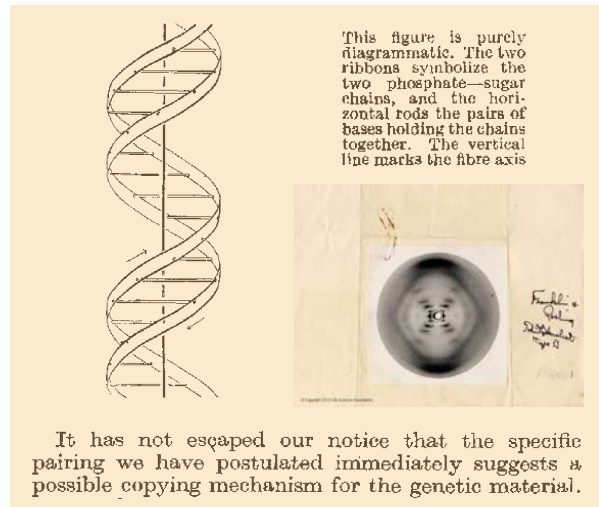 This figure is purely
diagrammatic. The two
ribbons symbolize the
two phosphate—sugar
chains, and the hori-
zontal rods the pairs of
bases holding the chains
together. The vertical
line marks the fibre axis
Franklin &
It has not escaped our notice that the specific
pairing we have postulated immediately suggests a
possible copying mechanism for the genetic material.